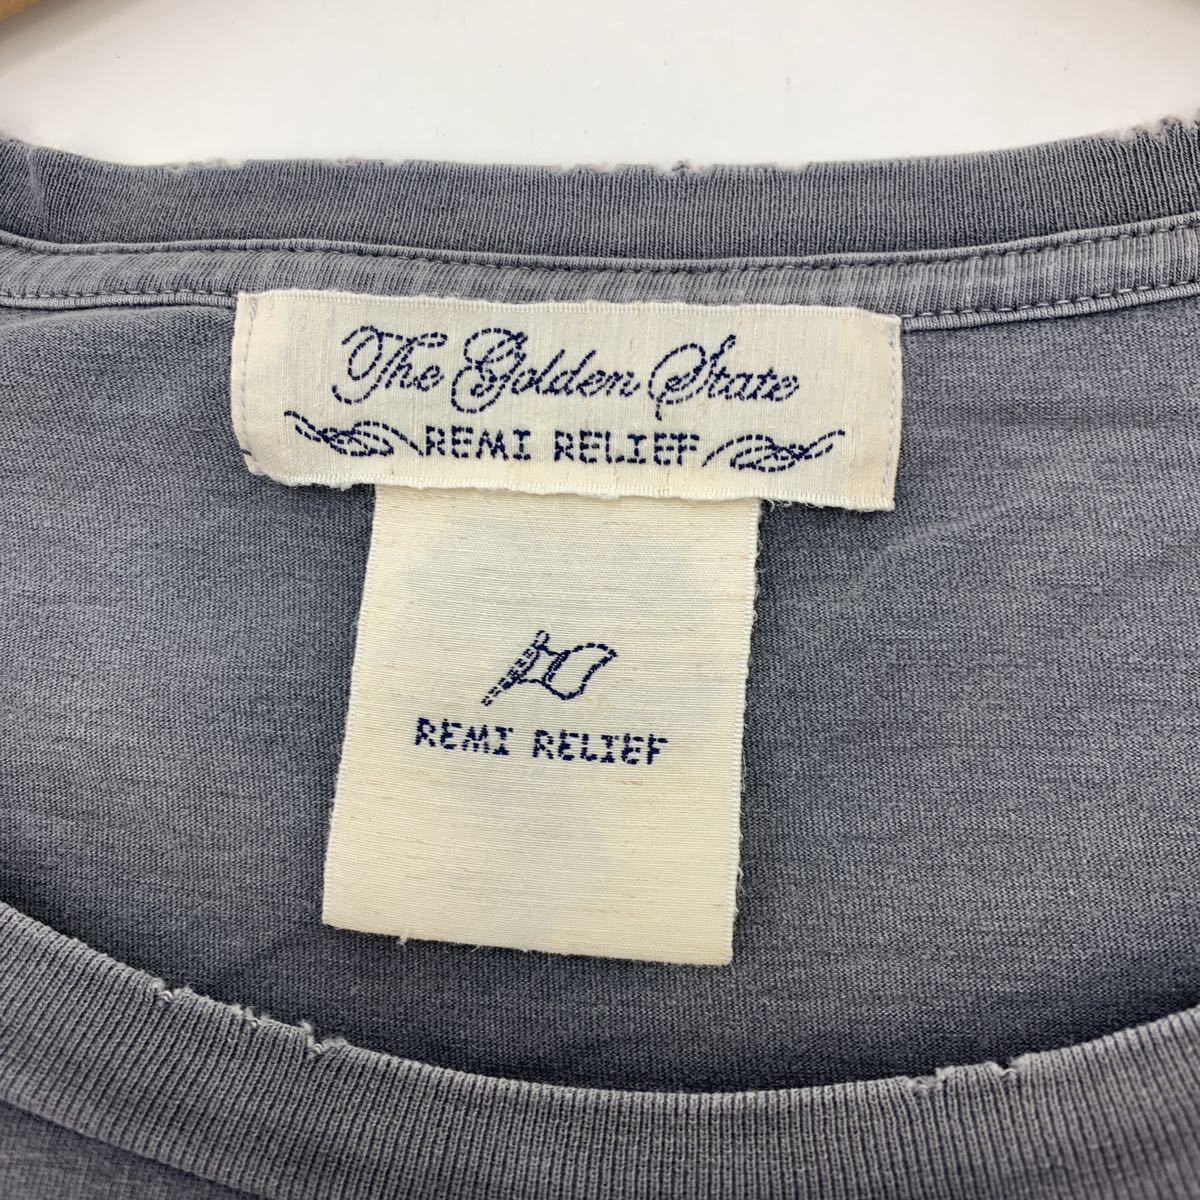 The Golden State
REMI RELIEF
REMI RELIEF